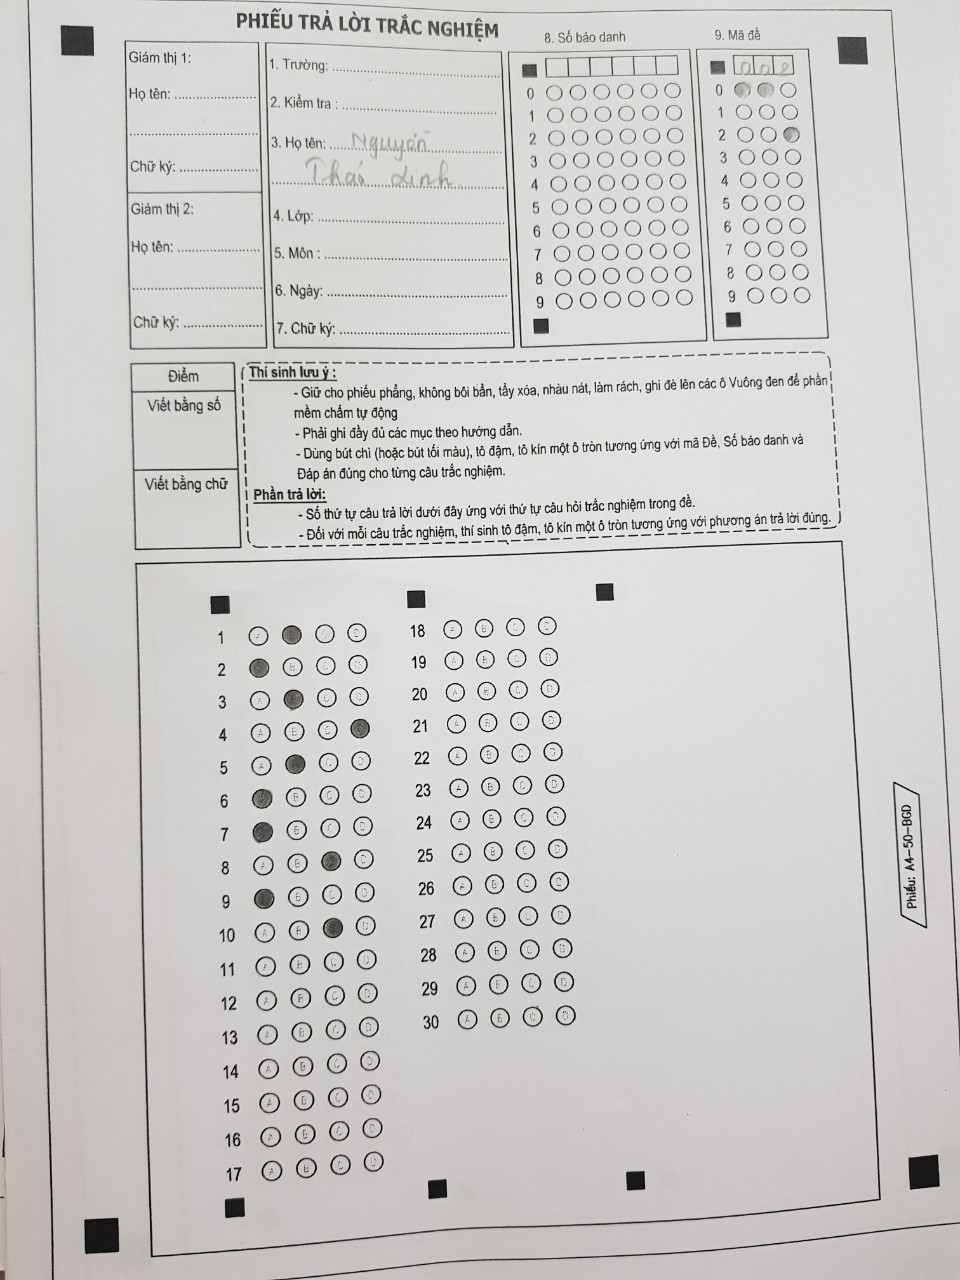 PHIẾU TRẢ LỜI TRẮC NGHIỆM
Giám thị 1:
Họ tên: ..............................
Chữ ký: ..............................
Giám thị 2:
Họ tên: ..............................
Chữ ký: ..............................
1. Trường: ..............................
2. Kiểm tra : ..............................
3. Họ tên: Nguyễn
Thái Linh
4. Lớp: ..............................
5. Môn : ..............................
6. Ngày: ..............................
7. Chữ ký: ..............................
8. Số báo danh
0
1
2
3
4
5
6
7
8
9
9. Mã đề
002
0
1
2
3
4
5
6
7
8
9
Điểm
Viết bằng số
Viết bằng chữ
Thí sinh lưu ý :
- Giữ cho phiếu phẳng, không bôi bẩn, tẩy xóa, nhàu nát, làm rách, ghi đè lên các ô Vuông đen để phần
mềm chấm tự động
- Phải ghi đầy đủ các mục theo hướng dẫn.
- Dùng bút chì (hoặc bút tối màu), tô đậm, tô kín một ô tròn tương ứng với mã Đề, Số báo danh và
Đáp án đúng cho từng câu trắc nghiệm.
Phần trả lời:
- Số thứ tự câu trả lời dưới đây ứng với thứ tự câu hỏi trắc nghiệm trong đề.
- Đối với mỗi câu trắc nghiệm, thí sinh tô đậm, tô kín một ô tròn tương ứng với phương án trả lời đúng.
1 A C D
2 B C D
3 A C D
4 A B C
5 A C D
6 B C D
7 B C D
8 A B D
9 B C D
10 A B D
11 A B C D
12 A B C D
13 A B C D
14 A B C D
15 A B C D
16 A B C D
17 A B C D
18 A B C D
19 A B C D
20 A B C D
21 A B C D
22 A B C D
23 A B C D
24 A B C D
25 A B C D
26 A B C D
27 A B C D
28 A B C D
29 A B C D
30 A B C D
Phiếu: A4-50-BGD